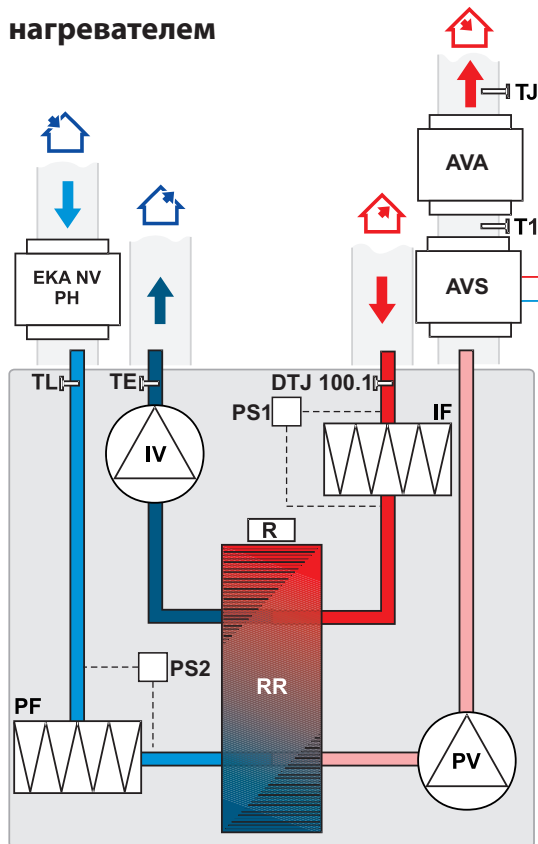 нагревателем
TJ
AVA
T1
EKA NV
PH
AVS
TL
TE
DTJ 100.1
PS1
IF
IV
R
PS2
RR
PF
PV